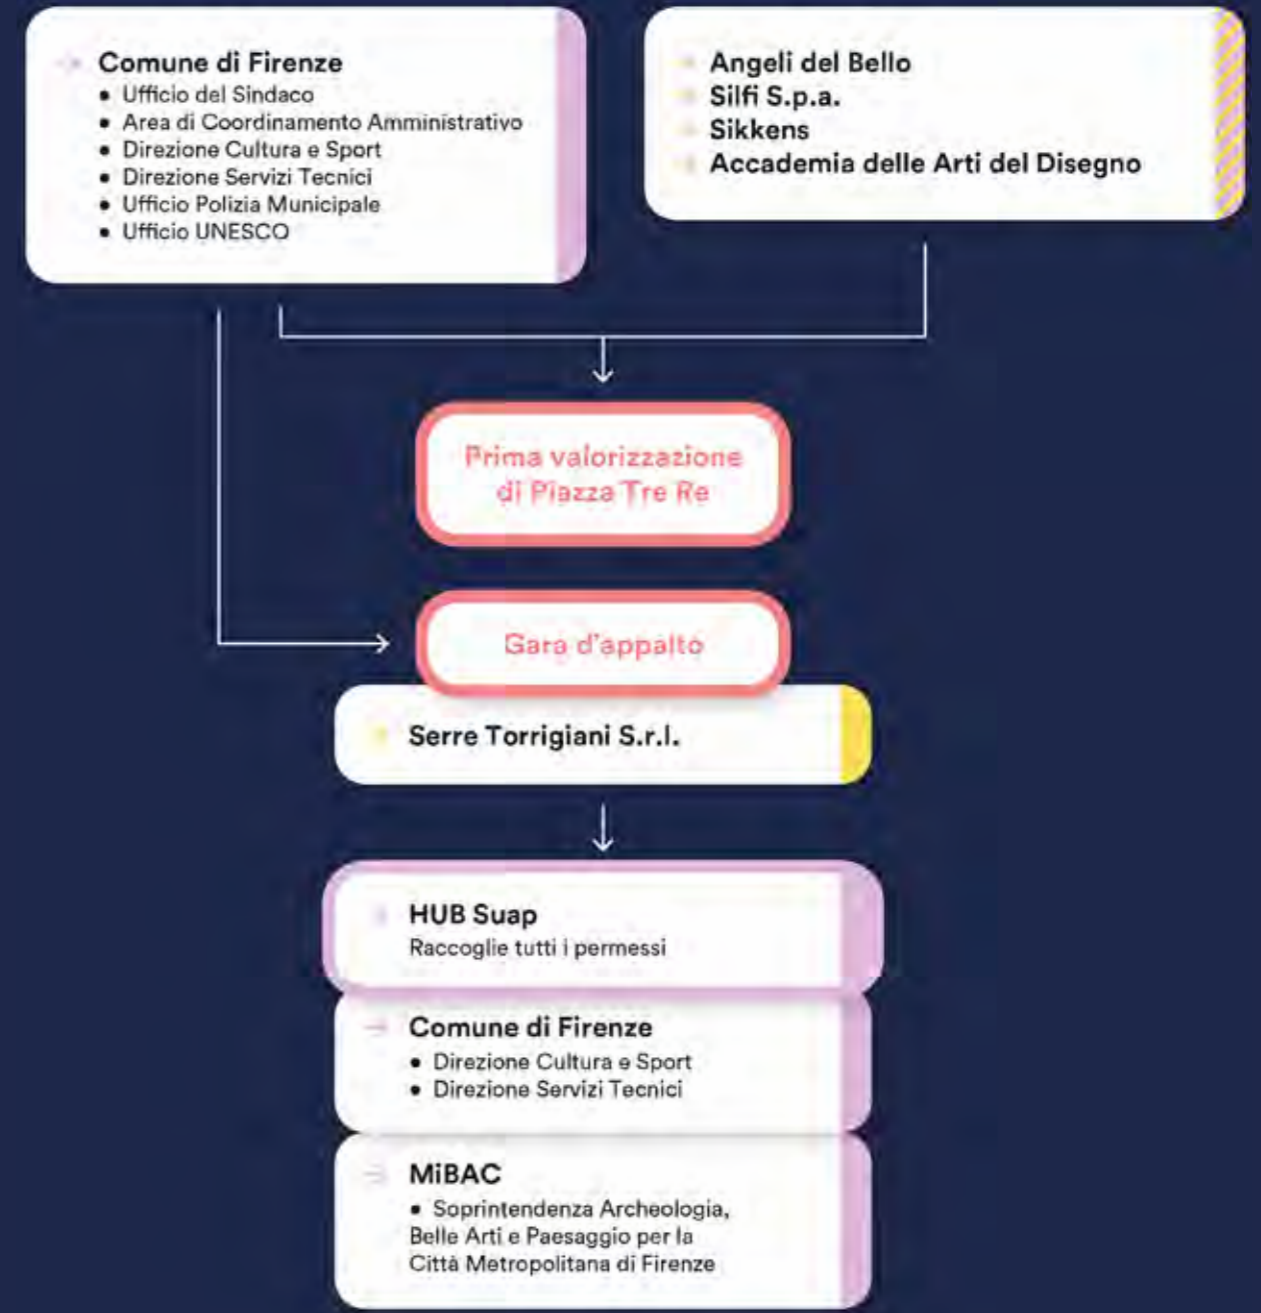 Comune di Firenze
• Ufficio del Sindaco
• Area di Coordinamento Amministrativo
• Direzione Cultura e Sport
• Direzione Servizi Tecnici
• Ufficio Polizia Municipale
• Ufficio UNESCO
Angeli del Bello
Silfi S.p.a.
Sikkens
Accademia delle Arti del Disegno
Prima valorizzazione
di Piazza Tre Re
Gara d'appalto
Serre Torrigiani S.r.l.
HUB Suap
Raccoglie tutti i permessi
Comune di Firenze
• Direzione Cultura e Sport
• Direzione Servizi Tecnici
MiBAC
• Soprintendenza Archeologia,
Belle Arti e Paesaggio per la
Città Metropolitana di Firenze